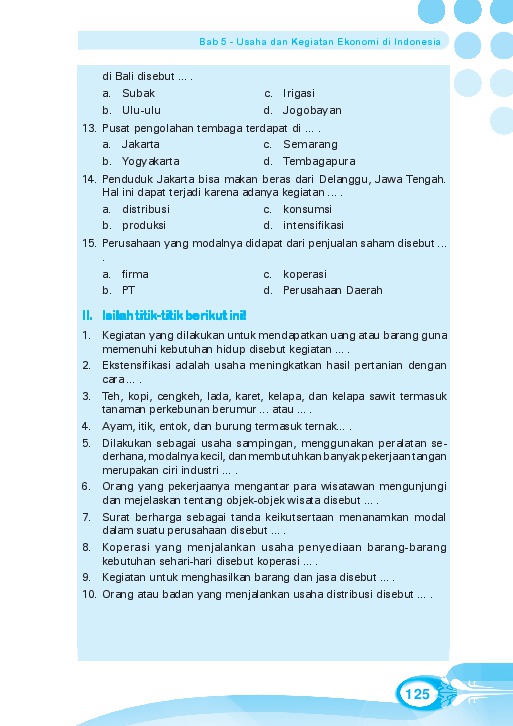 Bab 5 - Usaha dan Kegiatan Ekonomi di Indonesia
di Bali disebut ... .
a. Subak c. Irigasi
b. Ulu-ulu d. Jogobayan
13. Pusat pengolahan tembaga terdapat di ... .
a. Jakarta c. Semarang
b. Yogyakarta d. Tembagapura
14. Penduduk Jakarta bisa makan beras dari Delanggu, Jawa Tengah.
Hal ini dapat terjadi karena adanya kegiatan ... .
a. distribusi c. konsumsi
b. produksi d. intensifikasi
15. Perusahaan yang modalnya didapat dari penjualan saham disebut ...
.
a. firma c. koperasi
b. PT d. Perusahaan Daerah
II. Isilah titik-titik berikut ini!
1. Kegiatan yang dilakukan untuk mendapatkan uang atau barang guna
memenuhi kebutuhan hidup disebut kegiatan ... .
2. Ekstensifikasi adalah usaha meningkatkan hasil pertanian dengan
cara ... .
3. Teh, kopi, cengkeh, lada, karet, kelapa, dan kelapa sawit termasuk
tanaman perkebunan berumur ... atau ... .
4. Ayam, itik, entok, dan burung termasuk ternak... .
5. Dilakukan sebagai usaha sampingan, menggunakan peralatan se-
derhana, modalnya kecil, dan membutuhkan banyak pekerjaan tangan
merupakan ciri industri ... .
6. Orang yang pekerjaanya mengantar para wisatawan mengunjungi
dan mejelaskan tentang objek-objek wisata disebut ... .
7. Surat berharga sebagai tanda keikutsertaan menanamkan modal
dalam suatu perusahaan disebut ... .
8. Koperasi yang menjalankan usaha penyediaan barang-barang
kebutuhan sehari-hari disebut koperasi ... .
9. Kegiatan untuk menghasilkan barang dan jasa disebut ... .
10. Orang atau badan yang menjalankan usaha distribusi disebut ... .
125